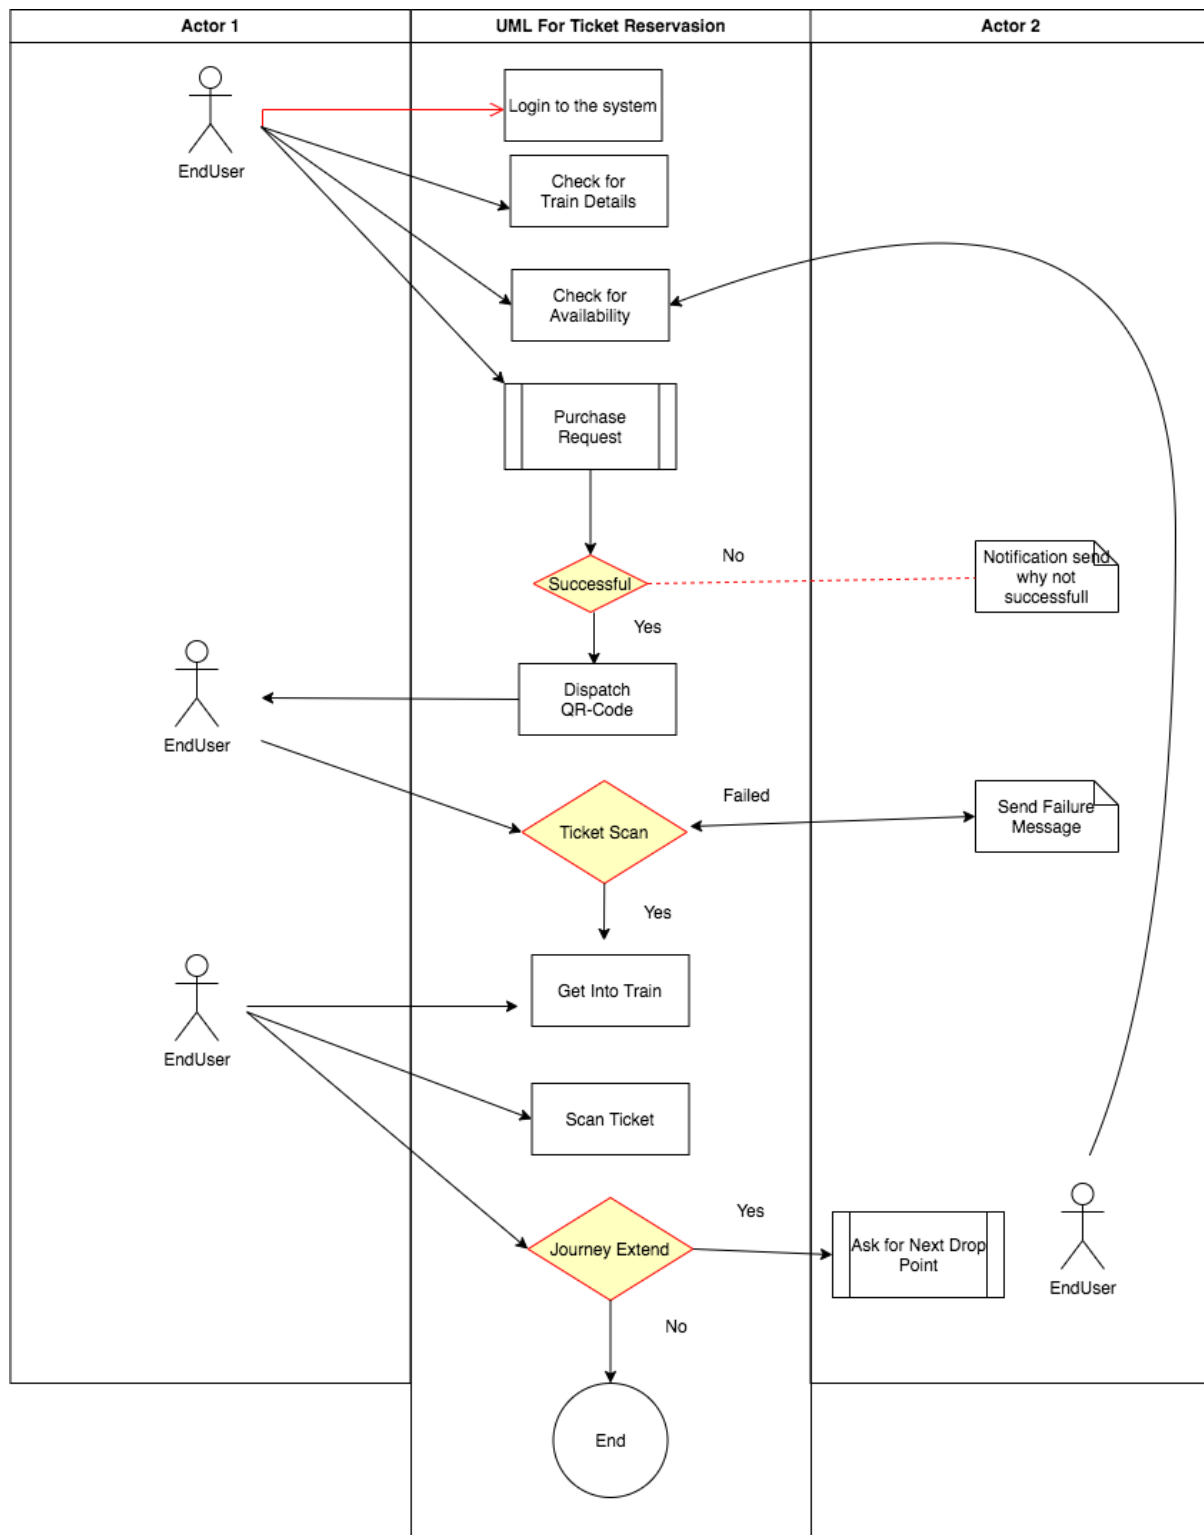 Actor 1
UML For Ticket Reservasion
Actor 2
EndUser
Login to the system
Check for
Train Details
Check for
Availability
Purchase
Request
Successful
No
Notification send
why not
successfull
Yes
EndUser
Dispatch
QR-Code
Ticket Scan
Failed
Send Failure
Message
Yes
EndUser
Get Into Train
Scan Ticket
Journey Extend
Yes
Ask for Next Drop
Point
EndUser
No
End